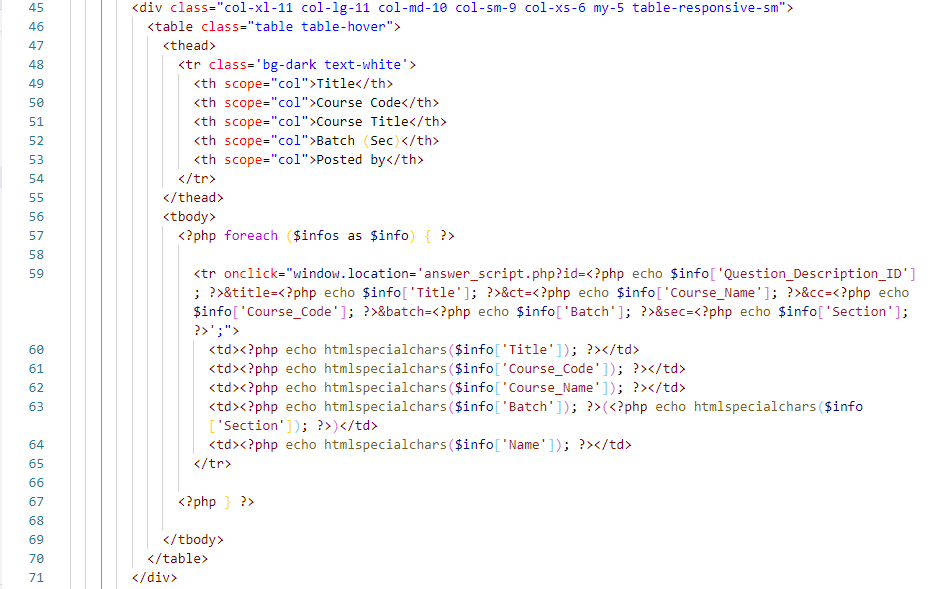 45 <div class="col-xl-11 col-lg-11 col-md-10 col-sm-9 col-xs-6 my-5 table-responsive-sm">
46 <table class="table table-hover">
47 <thead>
48 <tr class='bg-dark text-white'>
49 <th scope="col">Title</th>
50 <th scope="col">Course Code</th>
51 <th scope="col">Course Title</th>
52 <th scope="col">Batch (Sec)</th>
53 <th scope="col">Posted by</th>
54 </tr>
55 </thead>
56 <tbody>
57 <?php foreach ($infos as $info) { ?>
58
59 <tr onclick="window.location='answer_script.php?id=<?php echo $info['Question_Description_ID']
; ?>&title=<?php echo $info['Title']; ?>&ct=<?php echo $info['Course_Name']; ?>&cc=<?php echo
$info['Course_Code']; ?>&batch=<?php echo $info['Batch']; ?>&sec=<?php echo $info['Section'];
?>';">
60 <td><?php echo htmlspecialchars($info['Title']); ?></td>
61 <td><?php echo htmlspecialchars($info['Course_Code']); ?></td>
62 <td><?php echo htmlspecialchars($info['Course_Name']); ?></td>
63 <td><?php echo htmlspecialchars($info['Batch']); ?>(<?php echo htmlspecialchars($info
['Section']); ?>)</td>
64 <td><?php echo htmlspecialchars($info['Name']); ?></td>
65 </tr>
66
67 <?php } ?>
68
69 </tbody>
70 </table>
71 </div>